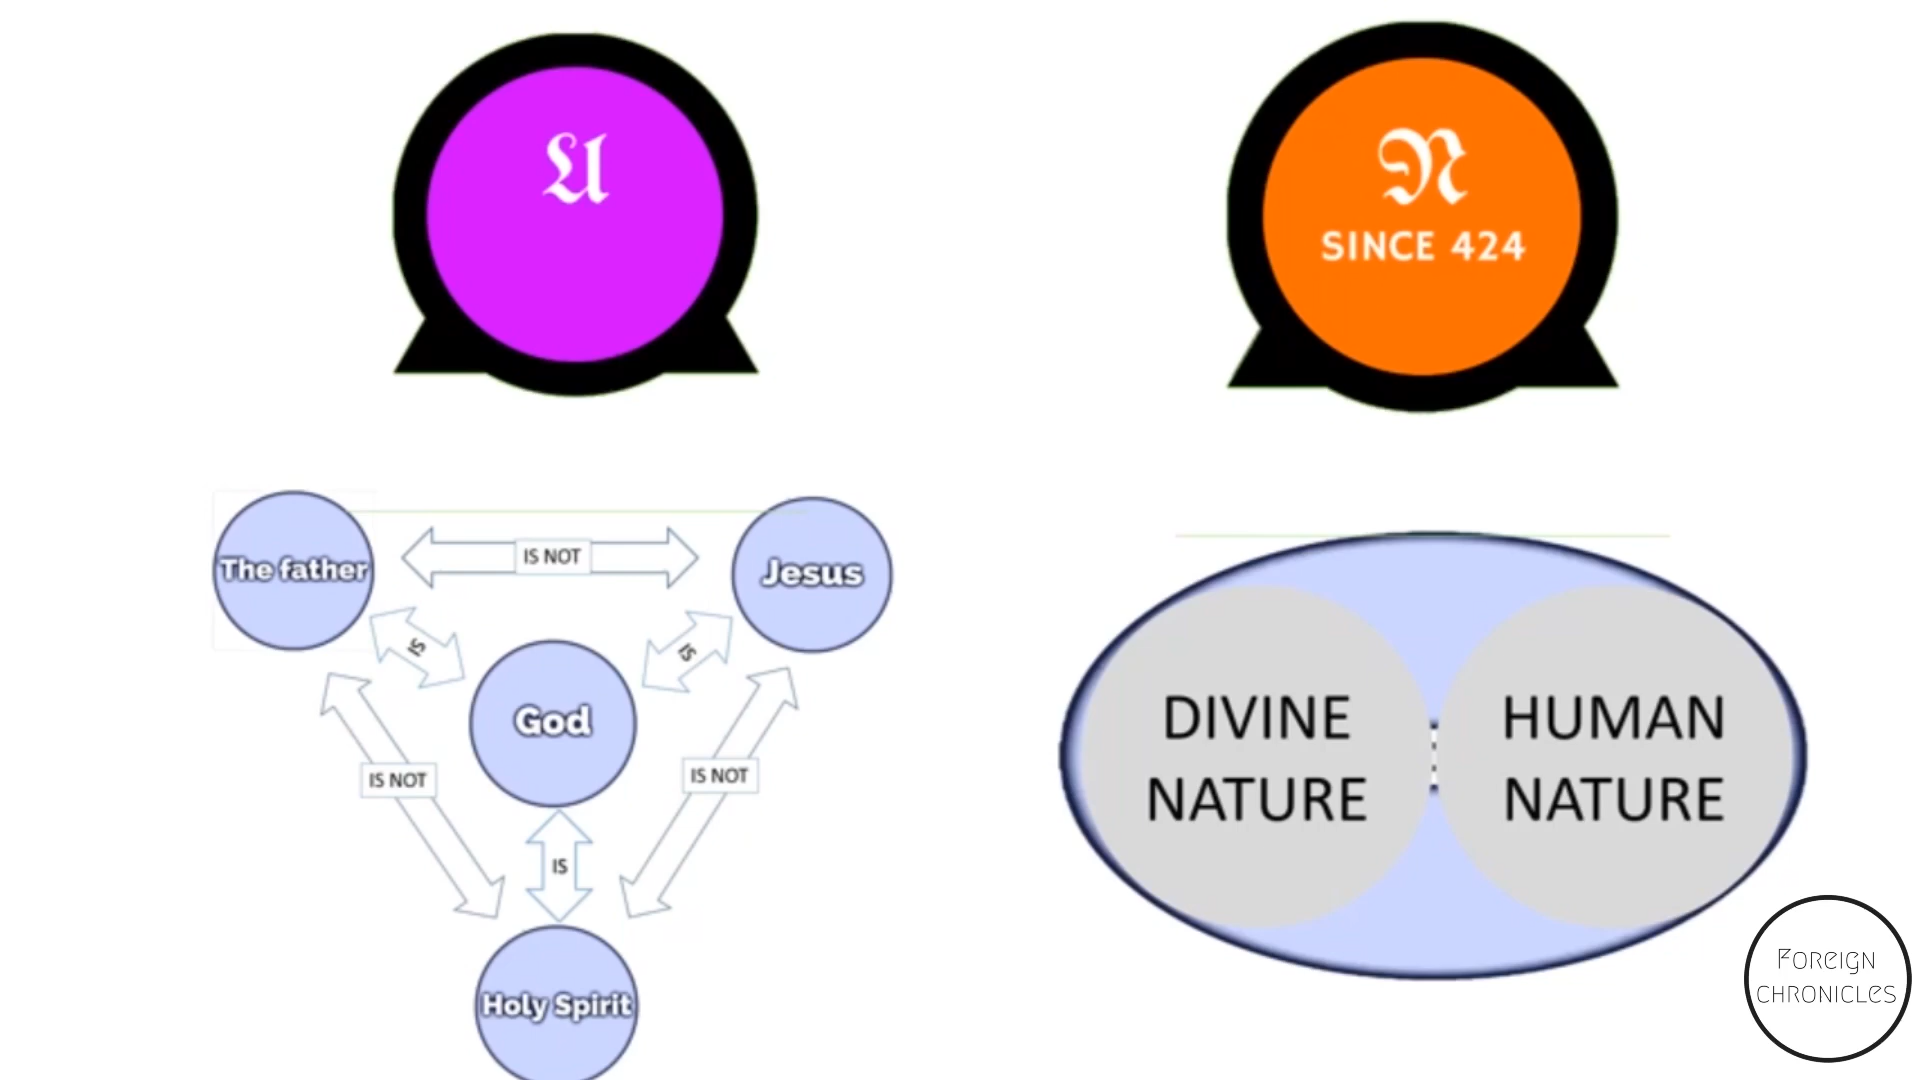 𝔘
𝔑
SINCE 424
The father
IS NOT
Jesus
IS
IS
God
IS NOT
IS NOT
IS
Holy Spirit
DIVINE
NATURE
HUMAN
NATURE
FOREIGN
CHRONICLES